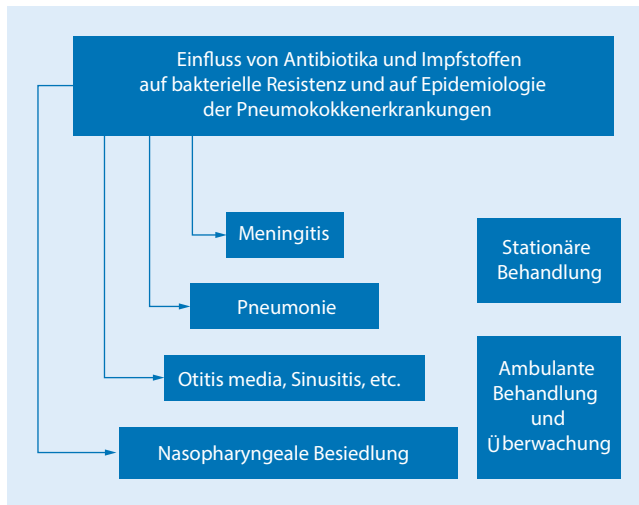 Einfluss von Antibiotika und Impfstoffen
auf bakterielle Resistenz und auf Epidemiologie
der Pneumokokkenerkrankungen
Meningitis
Pneumonie
Otitis media, Sinusitis, etc.
Nasopharyngeale Besiedlung
Stationäre
Behandlung
Ambulante
Behandlung
und
Überwachung